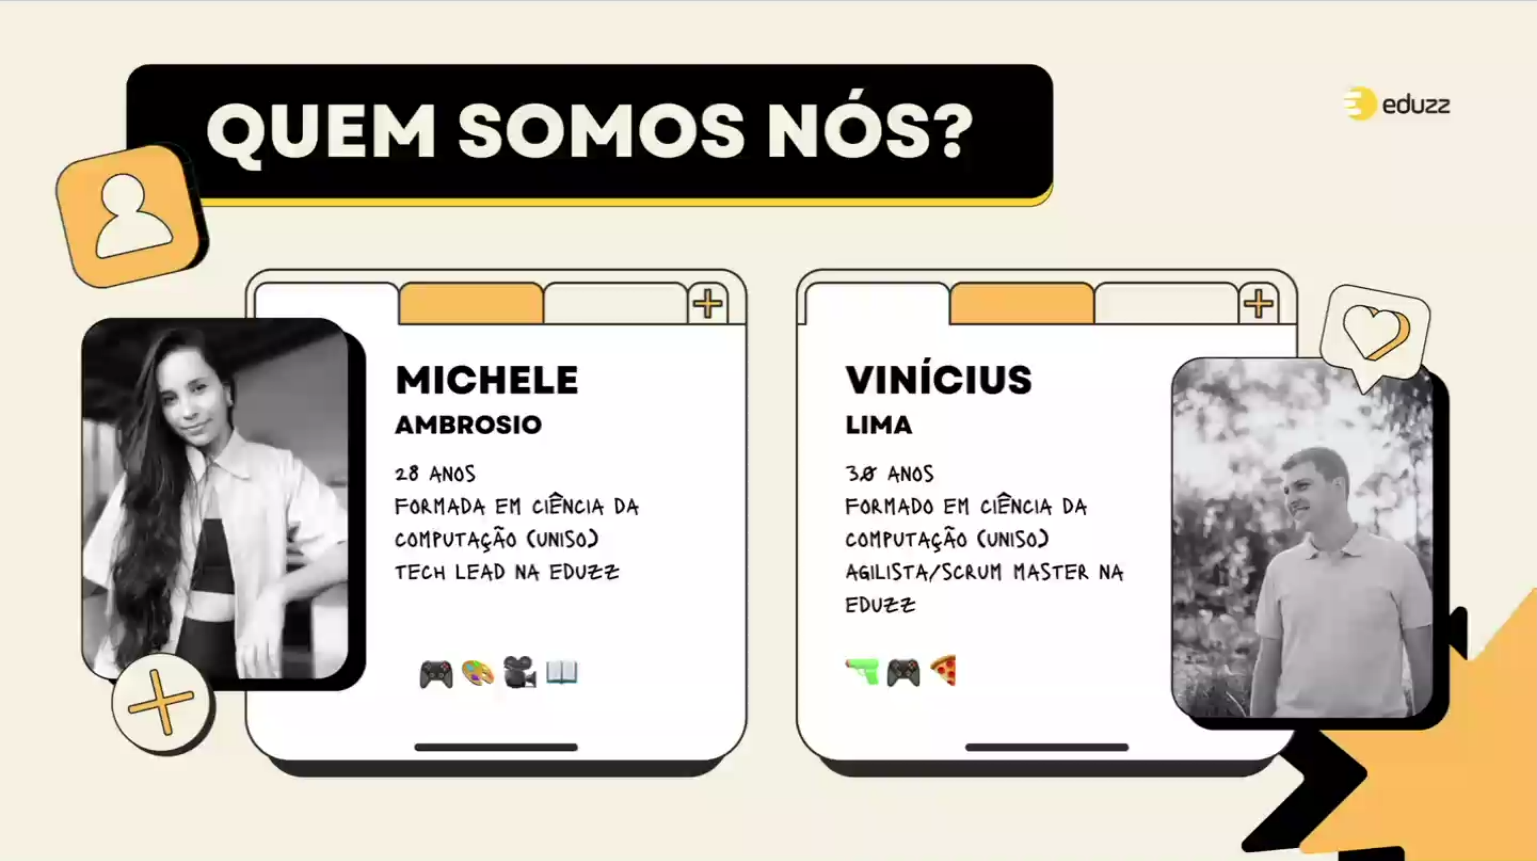 QUEM SOMOS NÓS?
eduzz
MICHELE
AMBROSIO
28 ANOS
FORMADA EM CIÊNCIA DA
COMPUTAÇÃO (UNISO)
TECH LEAD NA EDUZZ
VINÍCIUS
LIMA
30 ANOS
FORMADO EM CIÊNCIA DA
COMPUTAÇÃO (UNISO)
AGILISTA/SCRUM MASTER NA
EDUZZ